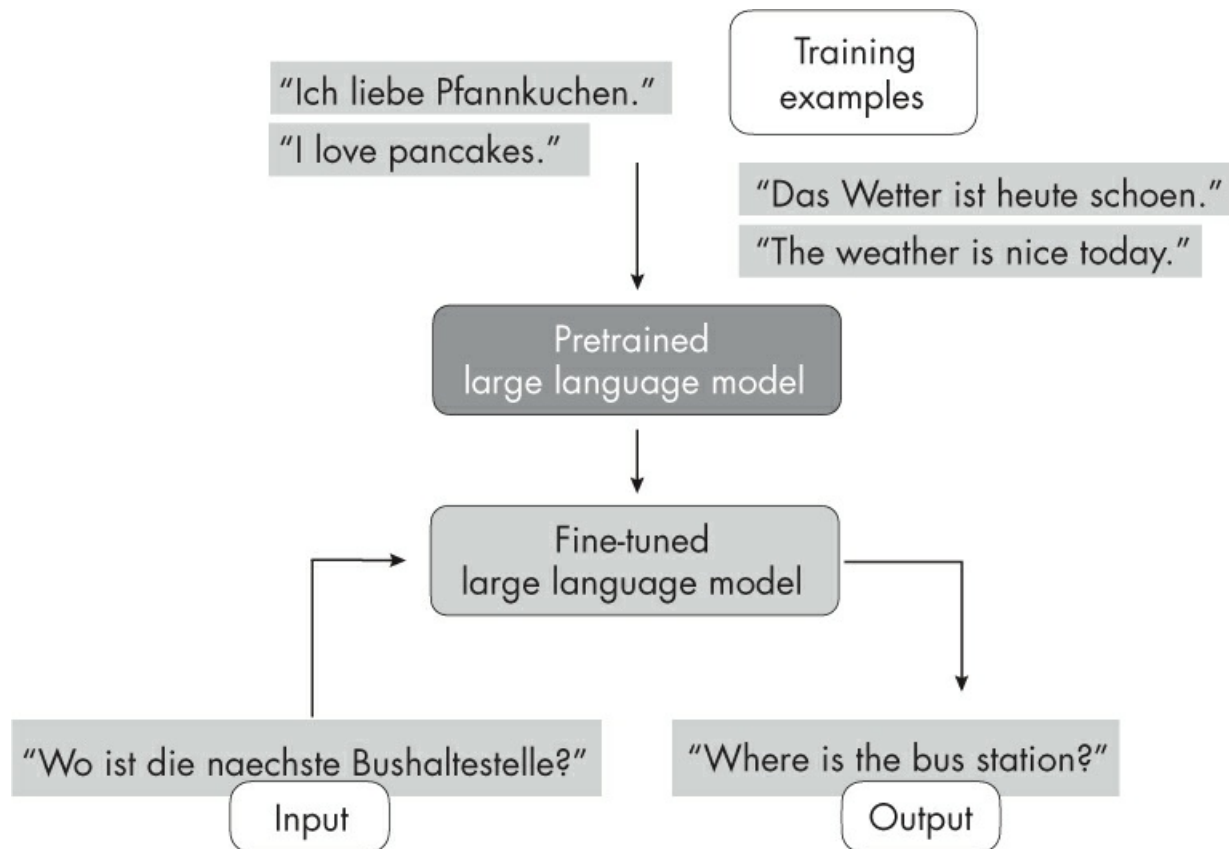 Training
examples
“Ich liebe Pfannkuchen.”
“I love pancakes.”
“Das Wetter ist heute schoen.”
“The weather is nice today.”
Pretrained
large language model
Fine-tuned
large language model
“Wo ist die naechste Bushaltestelle?”
Input
“Where is the bus station?”
Output